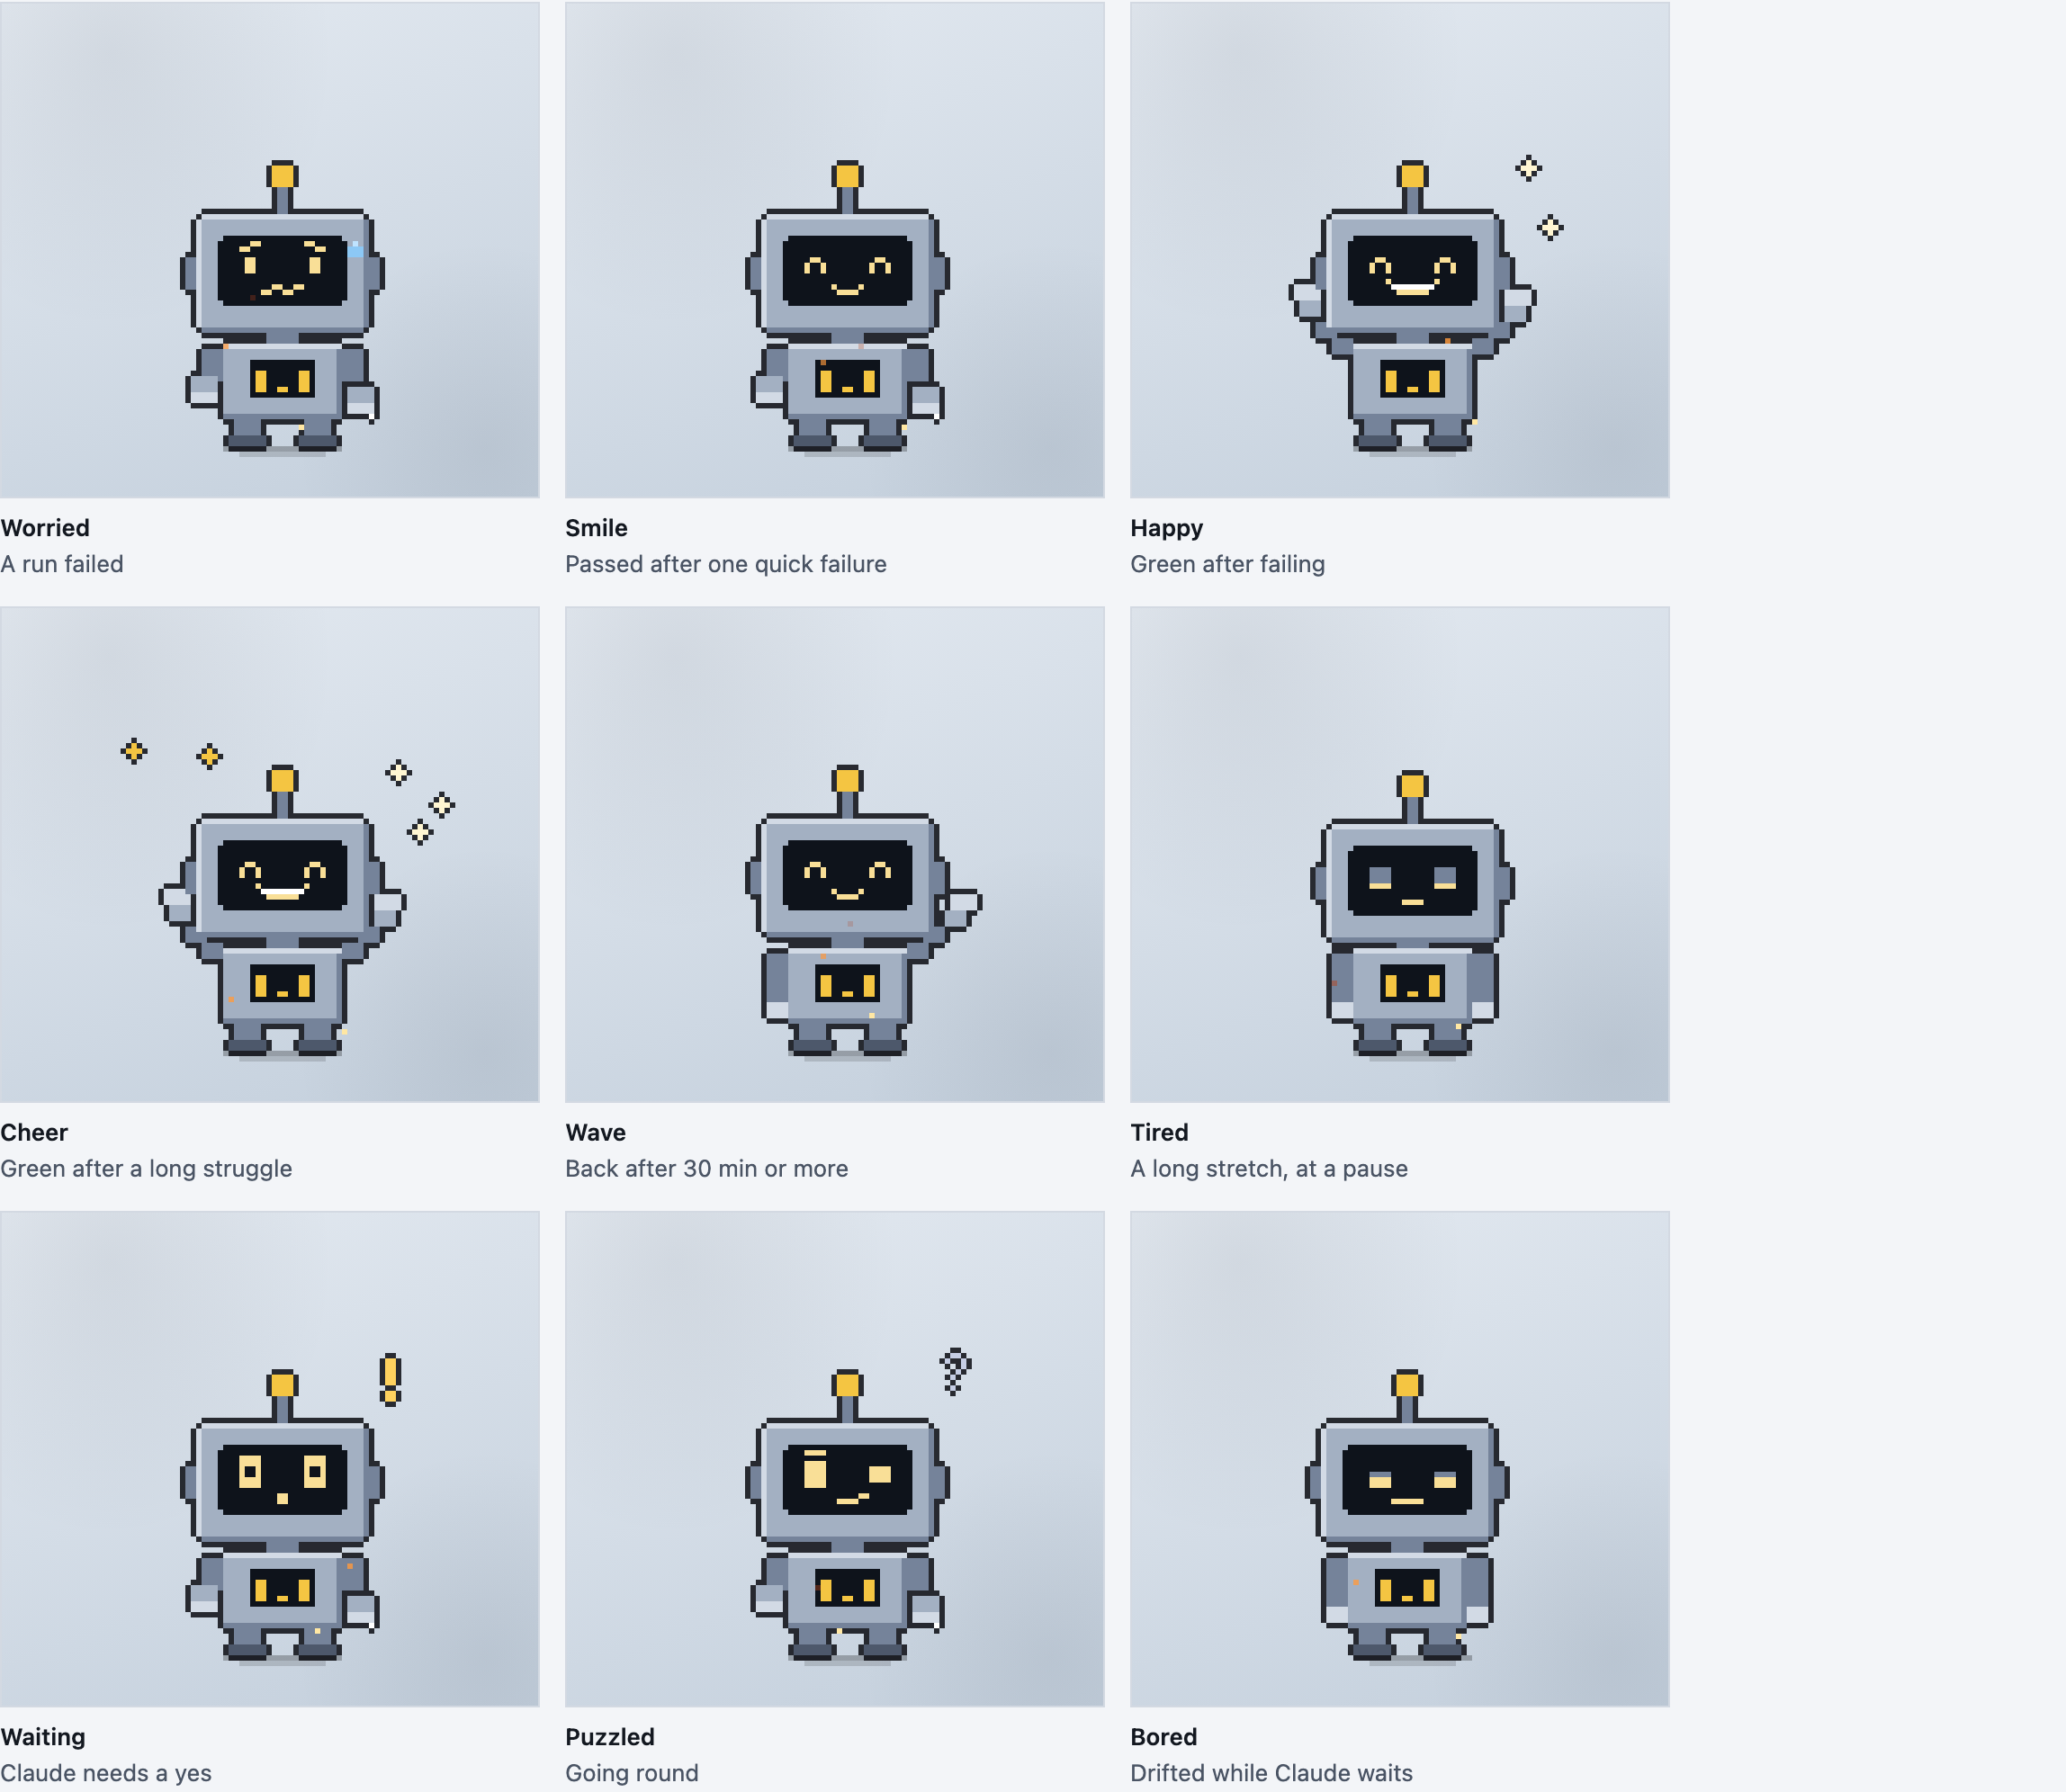 Worried
A run failed
Smile
Passed after one quick failure
Happy
Green after failing
Cheer
Green after a long struggle
Wave
Back after 30 min or more
Tired
A long stretch, at a pause
!
?
Waiting
Claude needs a yes
Puzzled
Going round
Bored
Drifted while Claude waits